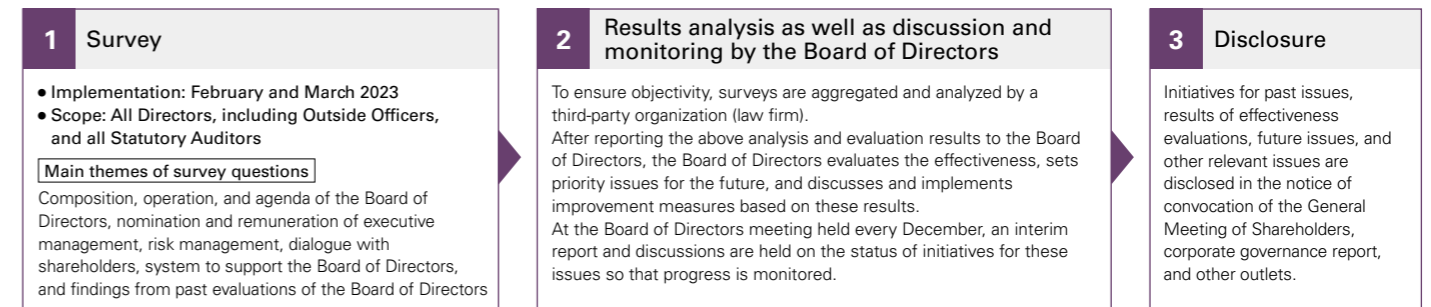 1 Survey
• Implementation: February and March 2023
• Scope: All Directors, including Outside Officers,
and all Statutory Auditors
Main themes of survey questions
Composition, operation, and agenda of the Board of
Directors, nomination and remuneration of executive
management, risk management, dialogue with
shareholders, system to support the Board of Directors,
and findings from past evaluations of the Board of Directors
2 Results analysis as well as discussion and
monitoring by the Board of Directors
To ensure objectivity, surveys are aggregated and analyzed by a
third-party organization (law firm).
After reporting the above analysis and evaluation results to the Board
of Directors, the Board of Directors evaluates the effectiveness, sets
priority issues for the future, and discusses and implements
improvement measures based on these results.
At the Board of Directors meeting held every December, an interim
report and discussions are held on the status of initiatives for these
issues so that progress is monitored.
3 Disclosure
Initiatives for past issues,
results of effectiveness
evaluations, future issues, and
other relevant issues are
disclosed in the notice of
convocation of the General
Meeting of Shareholders,
corporate governance report,
and other outlets.